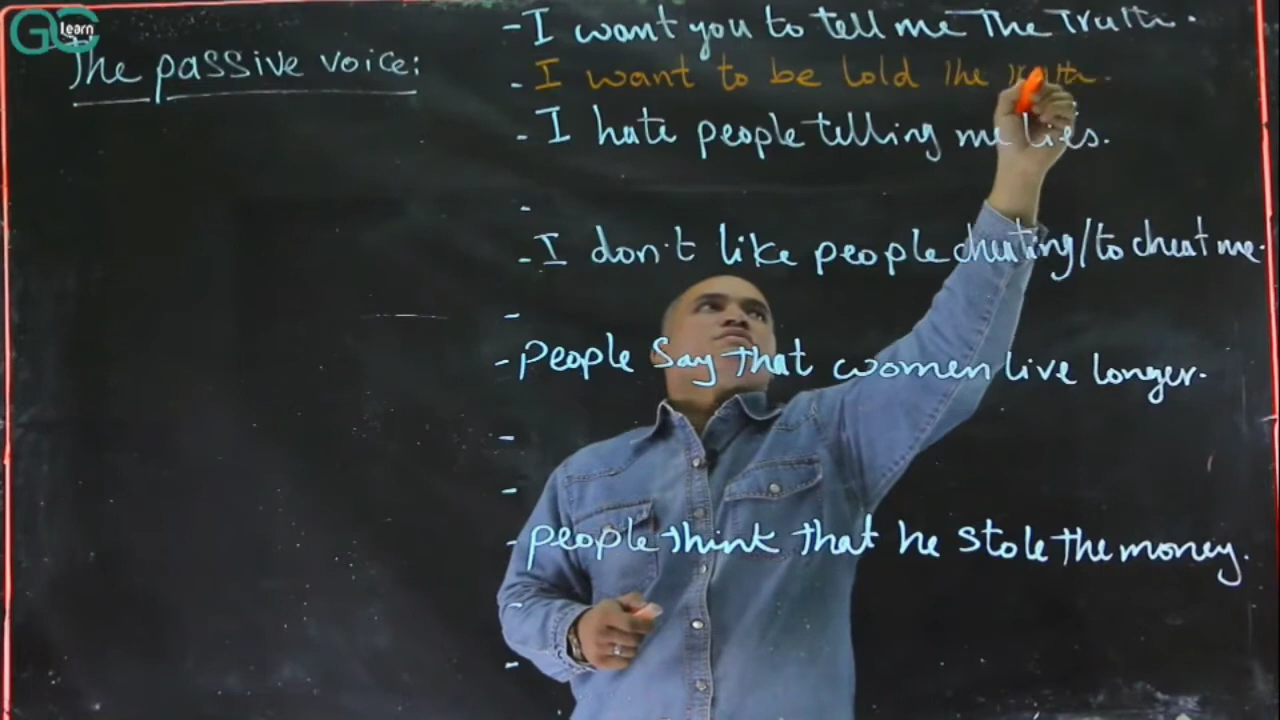 GC Learn
The passive voice:
- I want you to tell me The Truth.
- I want to be told The Truth.
- I hate people telling me lies.
-
- I don't like people cheating/to cheat me.
-
- People Say That women live longer.
-
-
- people think that he stole the money.
-
-